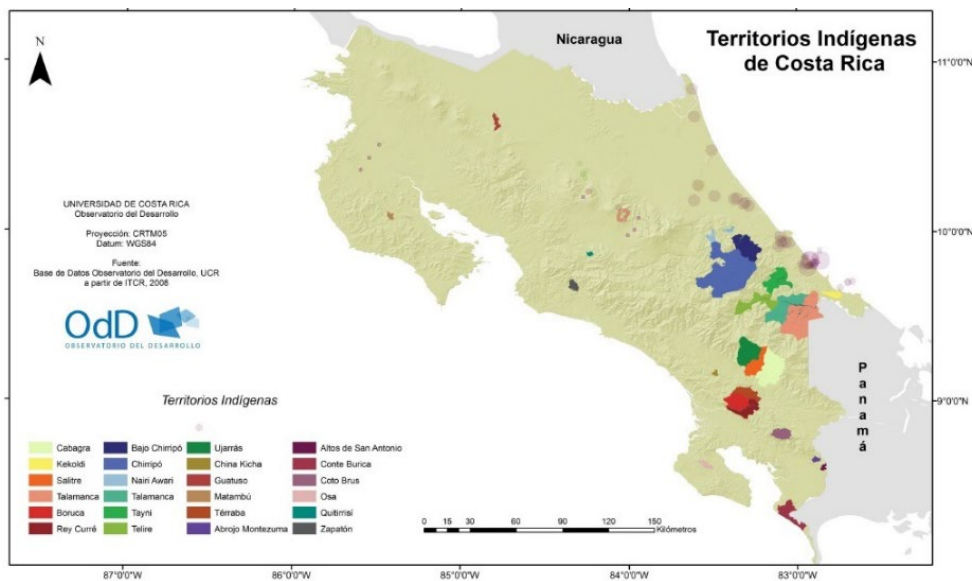 Nicaragua
Territorios Indígenas
de Costa Rica
N
11°0'0"N
UNIVERSIDAD DE COSTA RICA
Observatorio del Desarrollo
Proyección: CRTM05
Datum: WGS84
Fuente:
Base de Datos Observatorio del Desarrollo, UCR
a partir de ITCR, 2008
10°0'0"N
OdD
OBSERVATORIO DEL DESARROLLO
Panamá
9°0'0"N
Territorios Indígenas
Cabagra
Kekoldi
Salitre
Talamanca
Boruca
Rey Curré
Bajo Chirripó
Chirripó
Nairi Awari
Talamanca
Tayni
Telire
Ujarrás
China Kicha
Guatuso
Matambú
Térraba
Abrojo Montezuma
Altos de San Antonio
Conte Burica
Coto Brus
Osa
Quitirrisí
Zapatón
0 15 30 60 90 120 150
Kilómetros
87°0'0"W 86°0'0"W 85°0'0"W 84°0'0"W 83°0'0"W